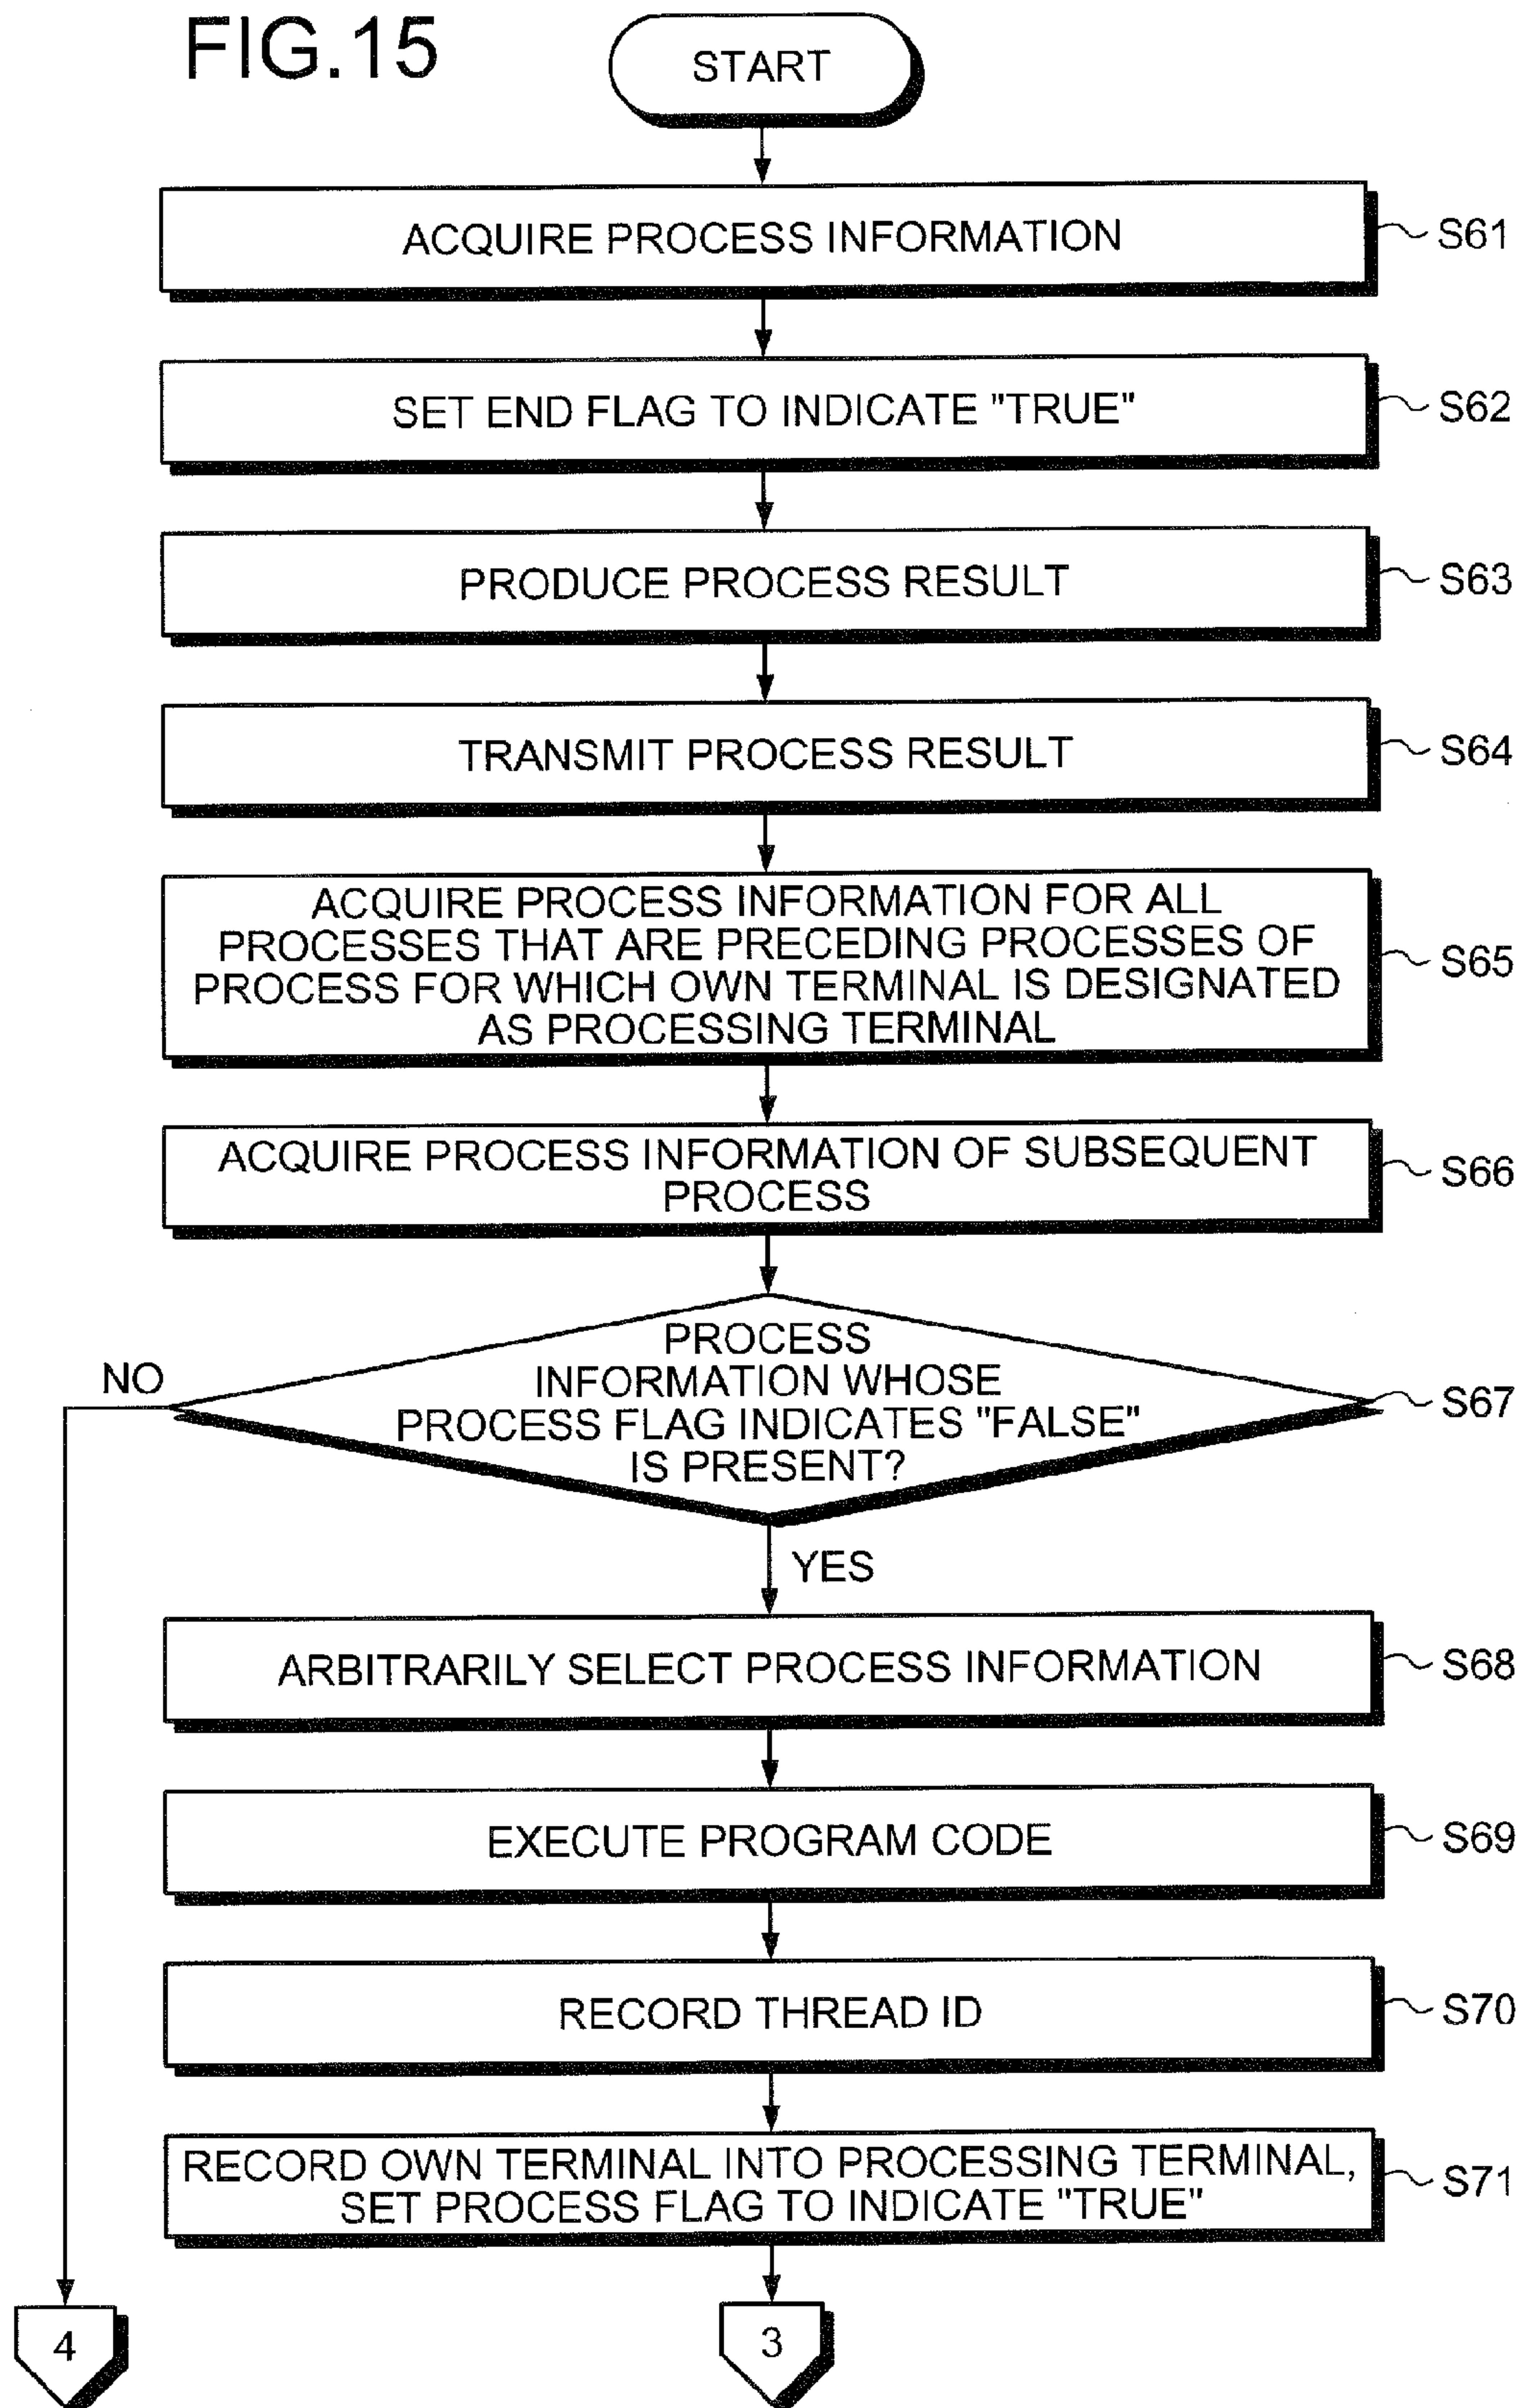 FIG.15
START
ACQUIRE PROCESS INFORMATION
S61
SET END FLAG TO INDICATE "TRUE"
S62
PRODUCE PROCESS RESULT
S63
TRANSMIT PROCESS RESULT
S64
ACQUIRE PROCESS INFORMATION FOR ALL
PROCESSES THAT ARE PRECEDING PROCESSES OF
PROCESS FOR WHICH OWN TERMINAL IS DESIGNATED
AS PROCESSING TERMINAL
S65
ACQUIRE PROCESS INFORMATION OF SUBSEQUENT
PROCESS
S66
PROCESS
INFORMATION WHOSE
PROCESS FLAG INDICATES "FALSE"
IS PRESENT?
S67
NO
YES
ARBITRARILY SELECT PROCESS INFORMATION
S68
EXECUTE PROGRAM CODE
S69
RECORD THREAD ID
S70
RECORD OWN TERMINAL INTO PROCESSING TERMINAL,
SET PROCESS FLAG TO INDICATE "TRUE"
S71
4
3